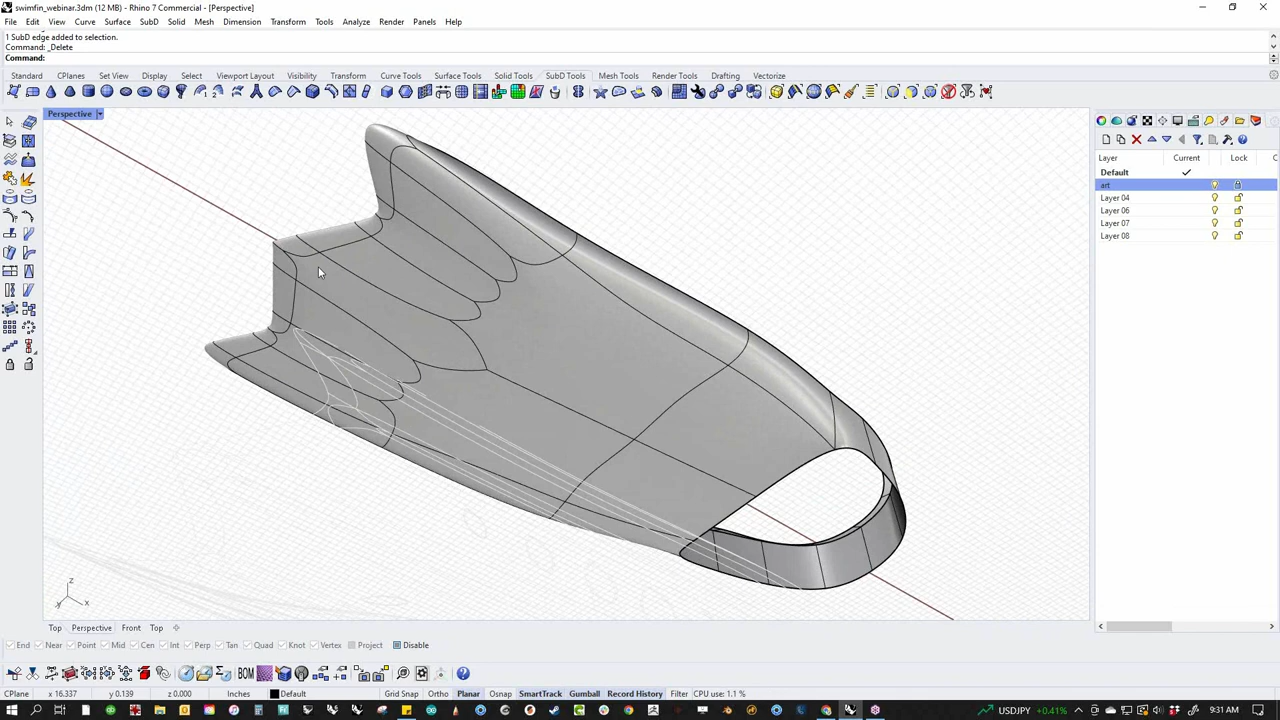 swimfin_webinar.3dm (12 MB) - Rhino 7 Commercial - [Perspective]
File Edit View Curve Surface SubD Solid Mesh Dimension Transform Tools Analyze Render Panels Help
1 SubD edge added to selection.
Command: _Delete
Command:
Standard CPlanes Set View Display Select Viewport Layout Visibility Transform Curve Tools Surface Tools Solid Tools SubD Tools Mesh Tools Render Tools Drafting Vectorize
Perspective
Layer Current Lock C
Default
art
Layer 04
Layer 06
Layer 07
Layer 08
z
y x
Top Perspective Front Top
End Near Point Mid Cen Int Perp Tan Quad Knot Vertex Project Disable
BOM
CPlane x 16.337 y 0.139 z 0.000 Inches Default Grid Snap Ortho Planar Osnap SmartTrack Gumball Record History Filter CPU use: 1.1 %
USDJPY +0.41% 9:31 AM